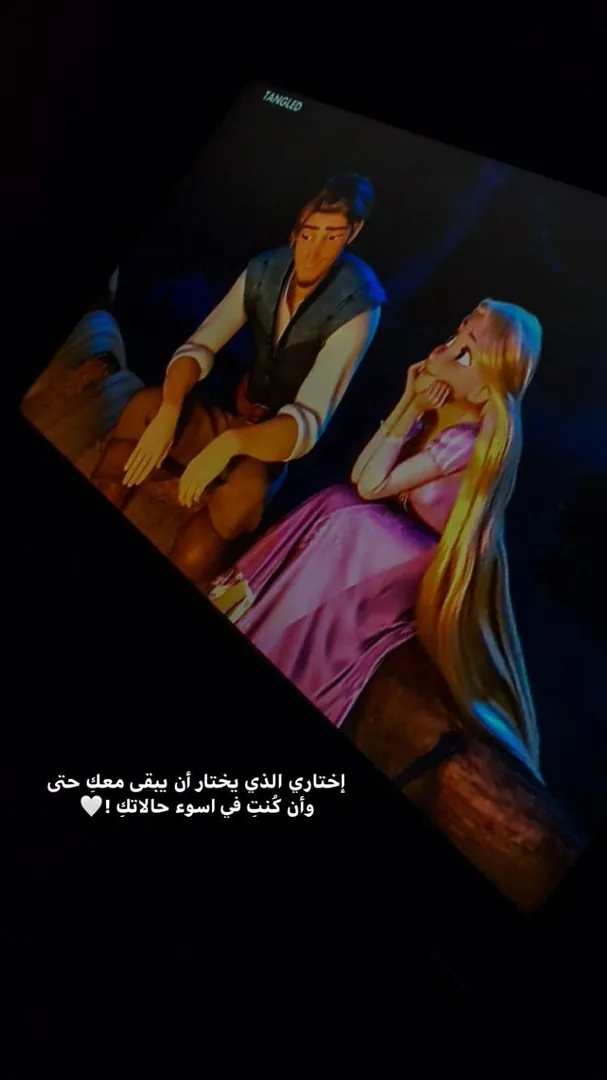 TANGLED
إختاري الذي يختار أن يبقى معكِ حتى
وأن كُنتِ في اسوء حالاتكِ !🤍